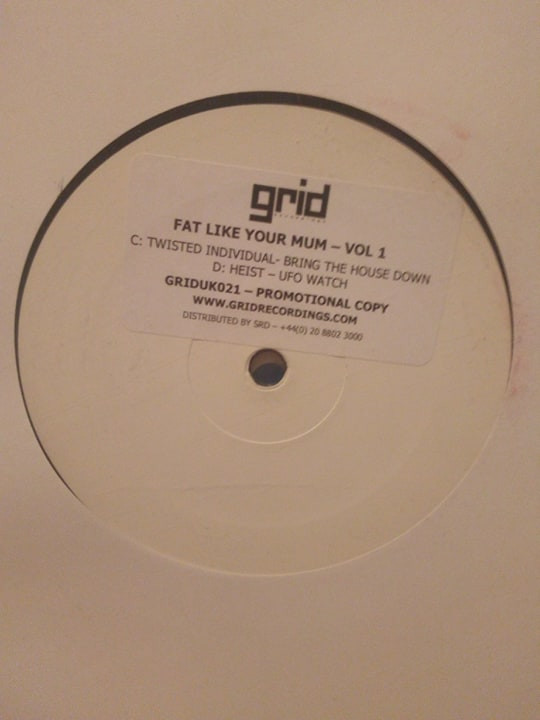 grid
RECORDINGS
FAT LIKE YOUR MUM – VOL 1
C: TWISTED INDIVIDUAL- BRING THE HOUSE DOWN
D: HEIST – UFO WATCH
GRIDUK021 – PROMOTIONAL COPY
WWW.GRIDRECORDINGS.COM
DISTRIBUTED BY SRD – +44(0) 20 8802 3000